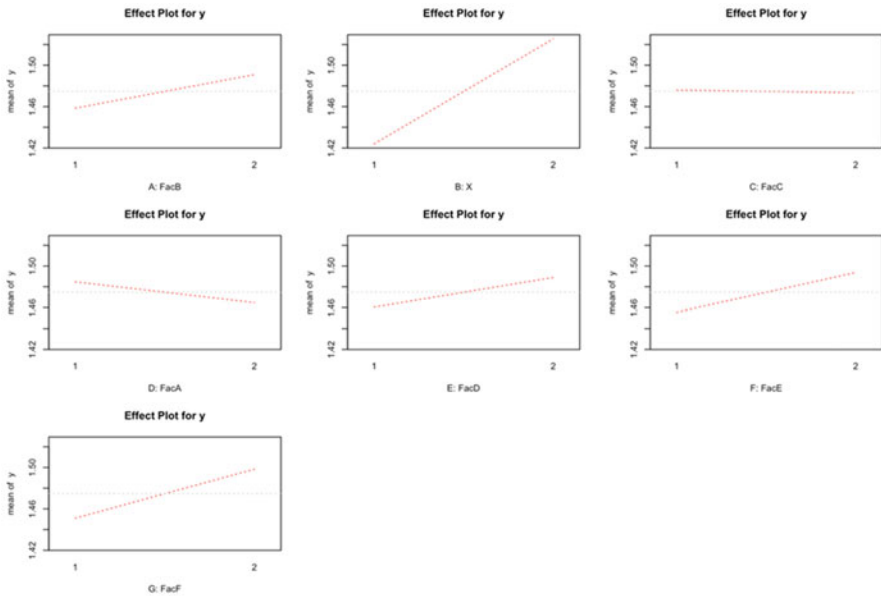 Effect Plot for y
mean of y
1.50
1.46
1.42
1
2
A: FacB
Effect Plot for y
mean of y
1.50
1.46
1.42
1
2
B: X
Effect Plot for y
mean of y
1.50
1.46
1.42
1
2
C: FacC
Effect Plot for y
mean of y
1.50
1.46
1.42
1
2
D: FacA
Effect Plot for y
mean of y
1.50
1.46
1.42
1
2
E: FacD
Effect Plot for y
mean of y
1.50
1.46
1.42
1
2
F: FacE
Effect Plot for y
mean of y
1.50
1.46
1.42
1
2
G: FacF